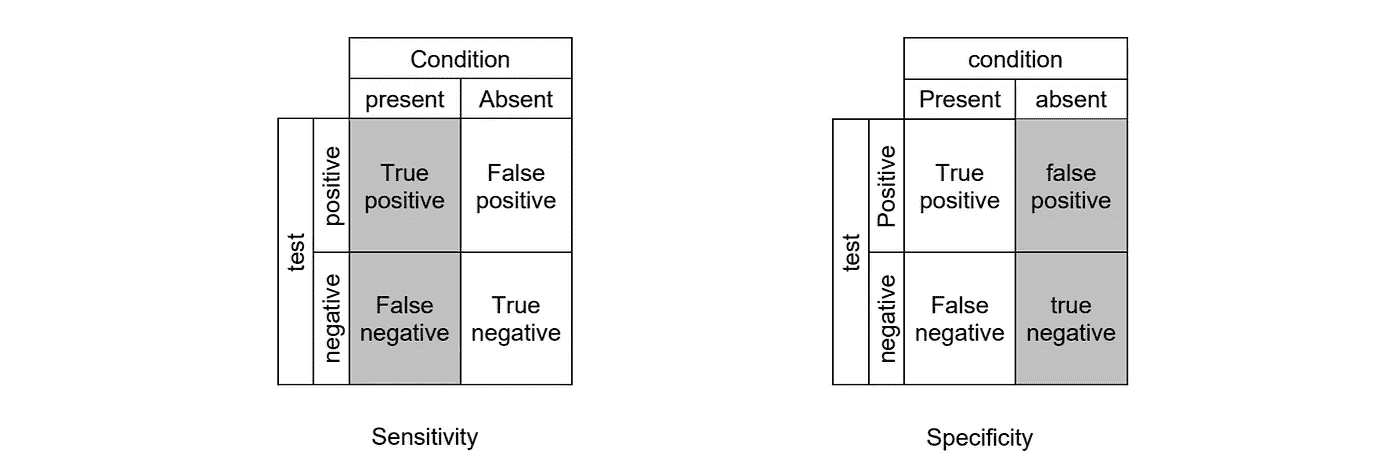 Condition
present Absent
test
positive
True
positive
False
positive
negative
False
negative
True
negative
Sensitivity
condition
Present absent
test
Positive
True
positive
false
positive
negative
False
negative
true
negative
Specificity